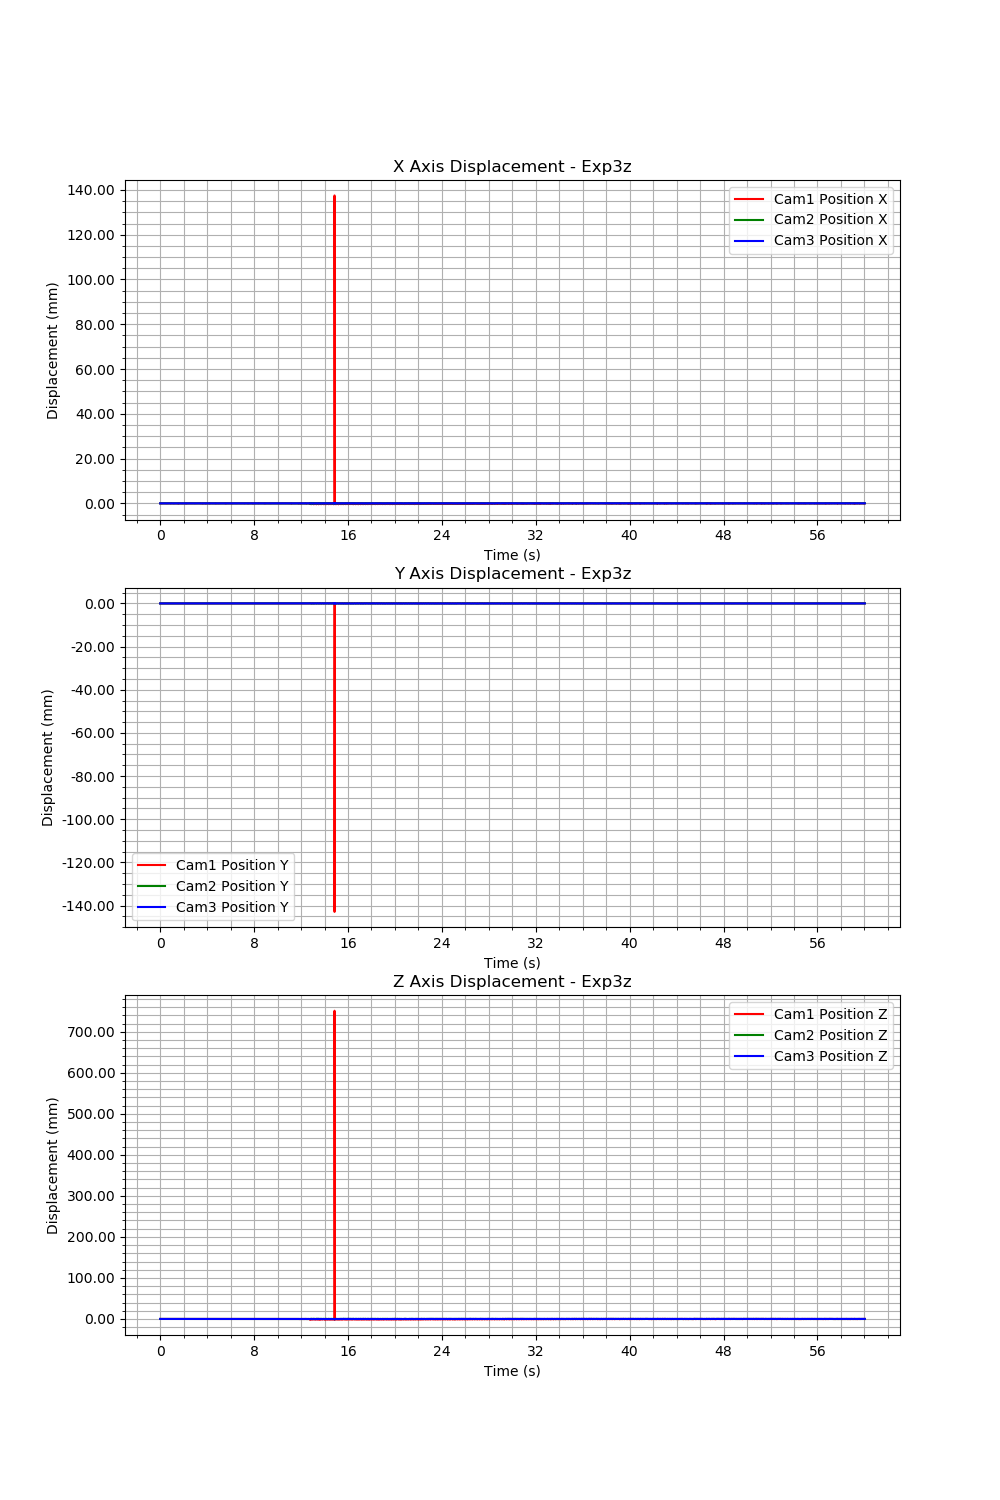 X Axis Displacement - Exp3z
140.00
120.00
100.00
80.00
60.00
40.00
20.00
0.00
Displacement (mm)
Cam1 Position X
Cam2 Position X
Cam3 Position X
0 8 16 24 32 40 48 56
Time (s)
Y Axis Displacement - Exp3z
0.00
-20.00
-40.00
-60.00
-80.00
-100.00
-120.00
-140.00
Displacement (mm)
Cam1 Position Y
Cam2 Position Y
Cam3 Position Y
0 8 16 24 32 40 48 56
Time (s)
Z Axis Displacement - Exp3z
700.00
600.00
500.00
400.00
300.00
200.00
100.00
0.00
Displacement (mm)
Cam1 Position Z
Cam2 Position Z
Cam3 Position Z
0 8 16 24 32 40 48 56
Time (s)